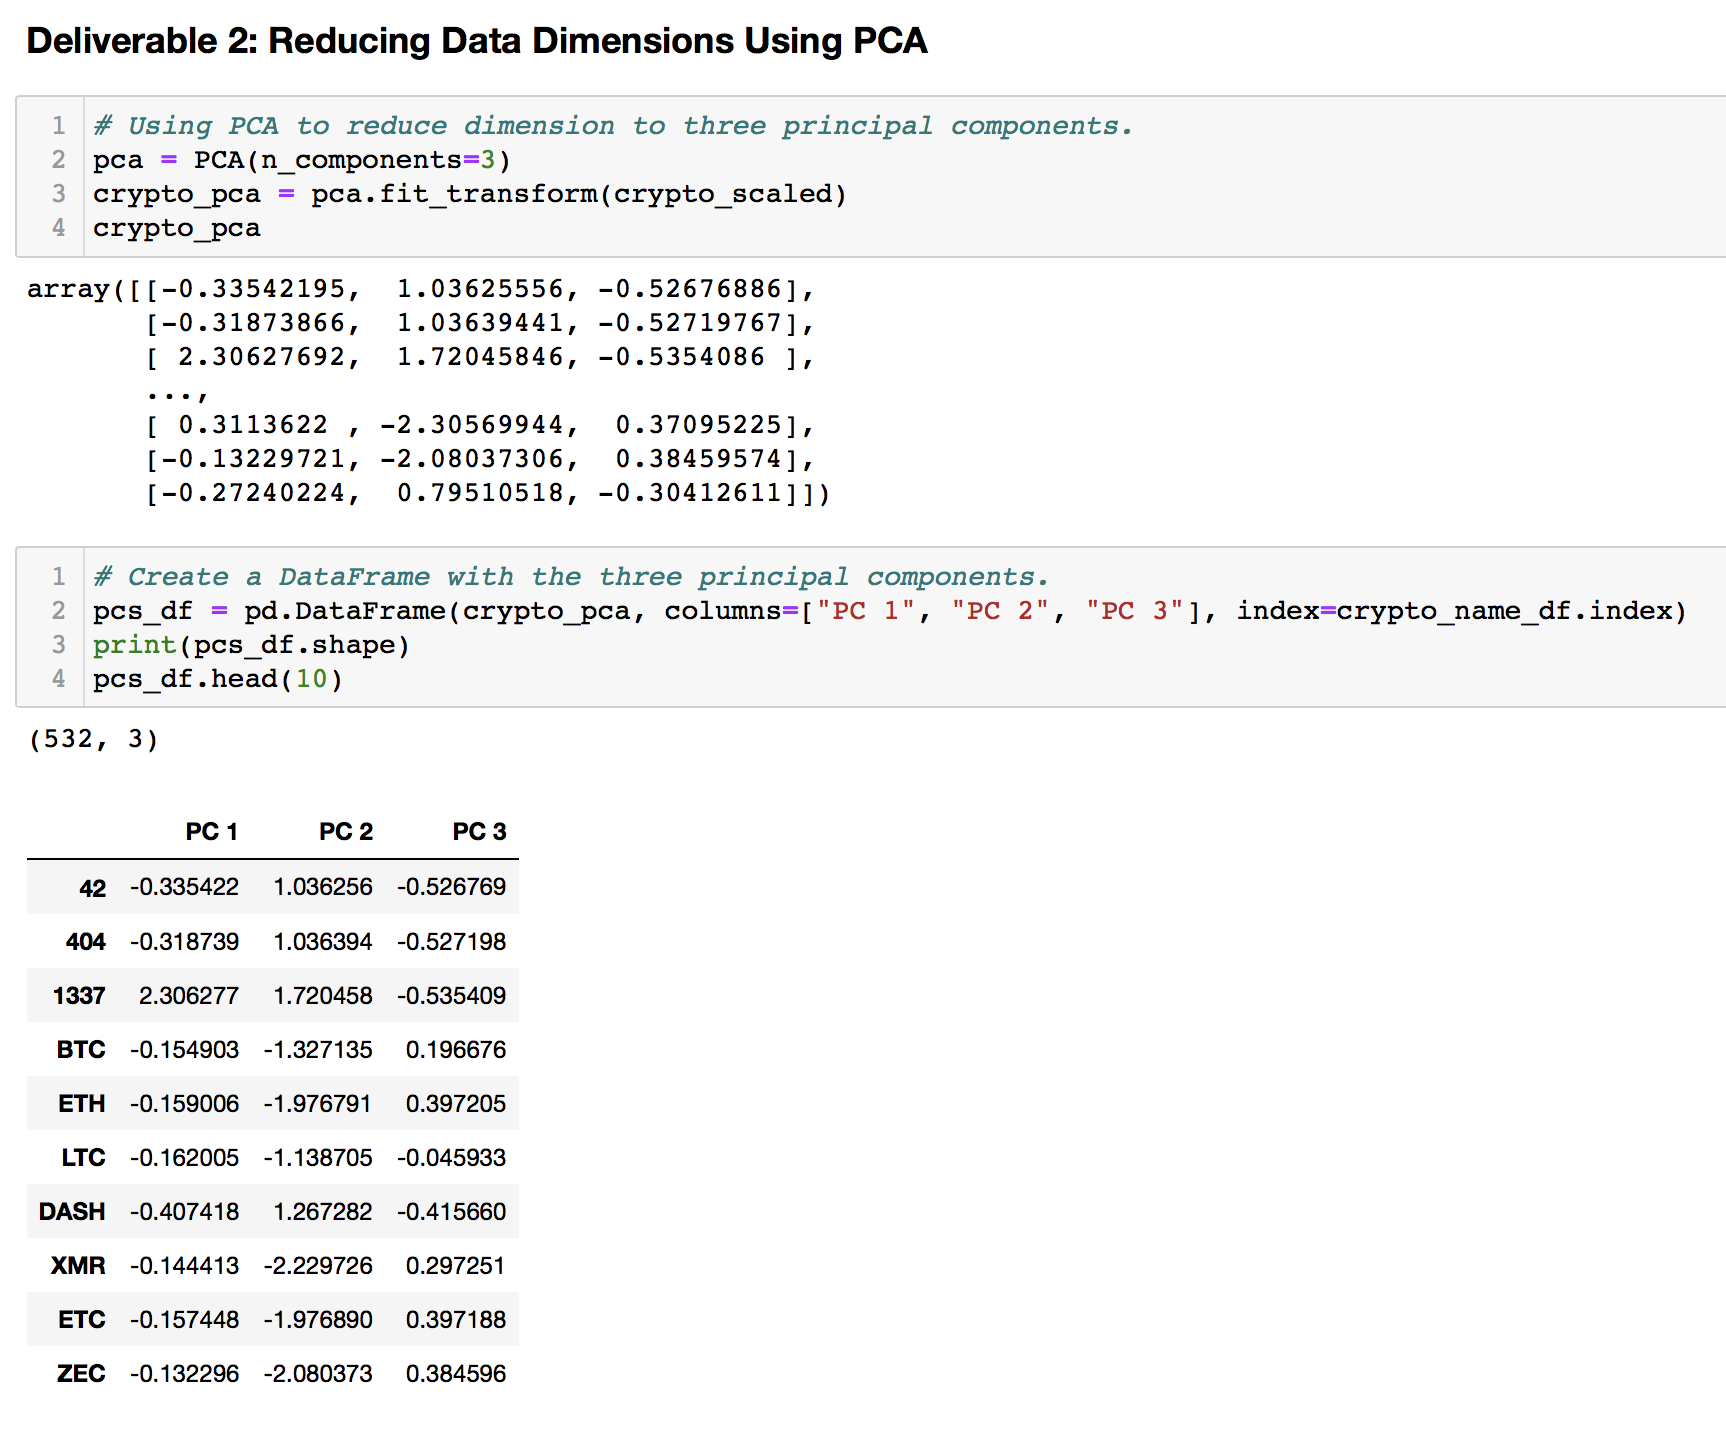 Deliverable 2: Reducing Data Dimensions Using PCA
1 # Using PCA to reduce dimension to three principal components.
2 pca = PCA(n_components=3)
3 crypto_pca = pca.fit_transform(crypto_scaled)
4 crypto_pca
array([[-0.33542195,  1.03625556, -0.52676886],
       [-0.31873866,  1.03639441, -0.52719767],
       [ 2.30627692,  1.72045846, -0.5354086 ],
       ...,
       [ 0.3113622 , -2.30569944,  0.37095225],
       [-0.13229721, -2.08037306,  0.38459574],
       [-0.27240224,  0.79510518, -0.30412611]])
1 # Create a DataFrame with the three principal components.
2 pcs_df = pd.DataFrame(crypto_pca, columns=["PC 1", "PC 2", "PC 3"], index=crypto_name_df.index)
3 print(pcs_df.shape)
4 pcs_df.head(10)
(532, 3)
PC 1 PC 2 PC 3
42 -0.335422 1.036256 -0.526769
404 -0.318739 1.036394 -0.527198
1337 2.306277 1.720458 -0.535409
BTC -0.154903 -1.327135 0.196676
ETH -0.159006 -1.976791 0.397205
LTC -0.162005 -1.138705 -0.045933
DASH -0.407418 1.267282 -0.415660
XMR -0.144413 -2.229726 0.297251
ETC -0.157448 -1.976890 0.397188
ZEC -0.132296 -2.080373 0.384596